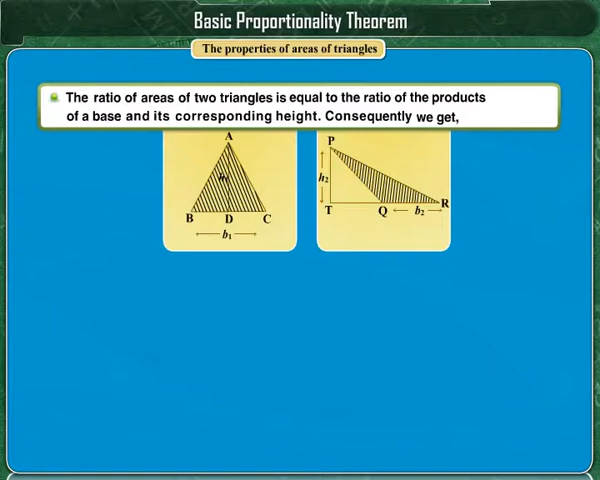 Basic Proportionality Theorem
The properties of areas of triangles
The ratio of areas of two triangles is equal to the ratio of the products
of a base and its corresponding height. Consequently we get,
A
h₁
B D C
b₁
P
h₂
T Q b₂ R